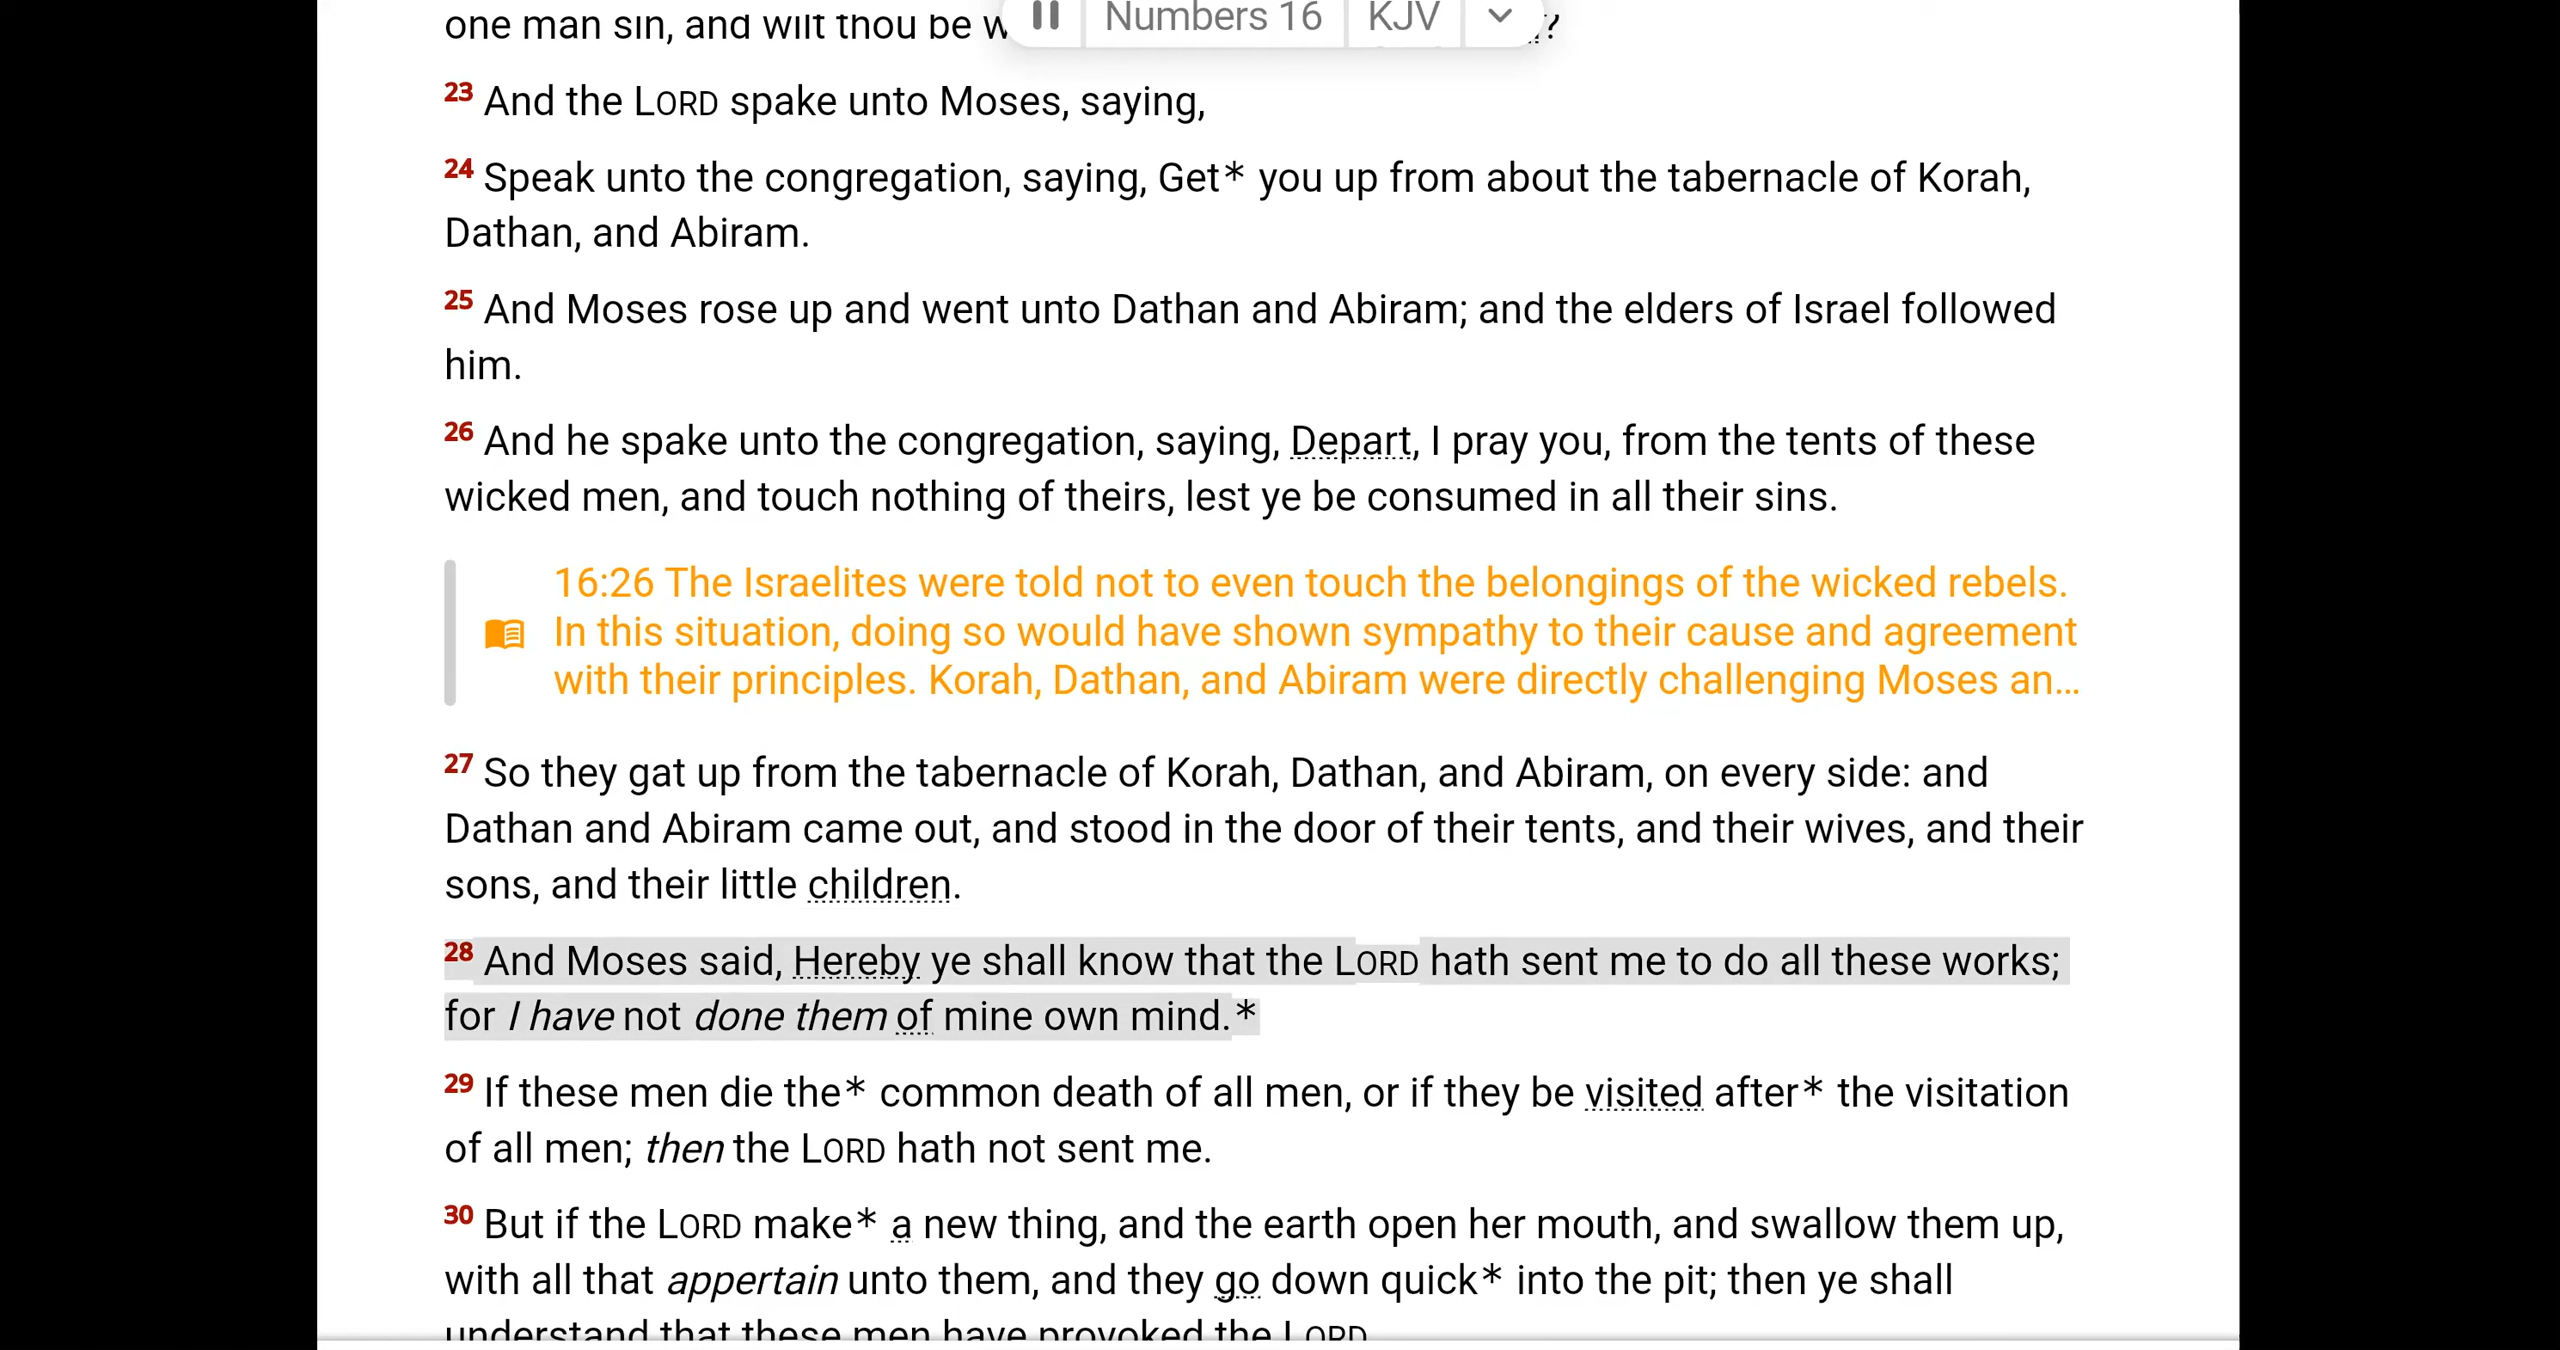 one man sin, and wilt thou be w
Numbers 16 KJV
?
23 And the LORD spake unto Moses, saying,
24 Speak unto the congregation, saying, Get* you up from about the tabernacle of Korah,
Dathan, and Abiram.
25 And Moses rose up and went unto Dathan and Abiram; and the elders of Israel followed
him.
26 And he spake unto the congregation, saying, Depart, I pray you, from the tents of these
wicked men, and touch nothing of theirs, lest ye be consumed in all their sins.
16:26 The Israelites were told not to even touch the belongings of the wicked rebels.
In this situation, doing so would have shown sympathy to their cause and agreement
with their principles. Korah, Dathan, and Abiram were directly challenging Moses an...
27 So they gat up from the tabernacle of Korah, Dathan, and Abiram, on every side: and
Dathan and Abiram came out, and stood in the door of their tents, and their wives, and their
sons, and their little children.
28 And Moses said, Hereby ye shall know that the LORD hath sent me to do all these works;
for I have not done them of mine own mind.*
29 If these men die the* common death of all men, or if they be visited after* the visitation
of all men; then the LORD hath not sent me.
30 But if the LORD make* a new thing, and the earth open her mouth, and swallow them up,
with all that appertain unto them, and they go down quick* into the pit; then ye shall
understand that these men have provoked the LORD